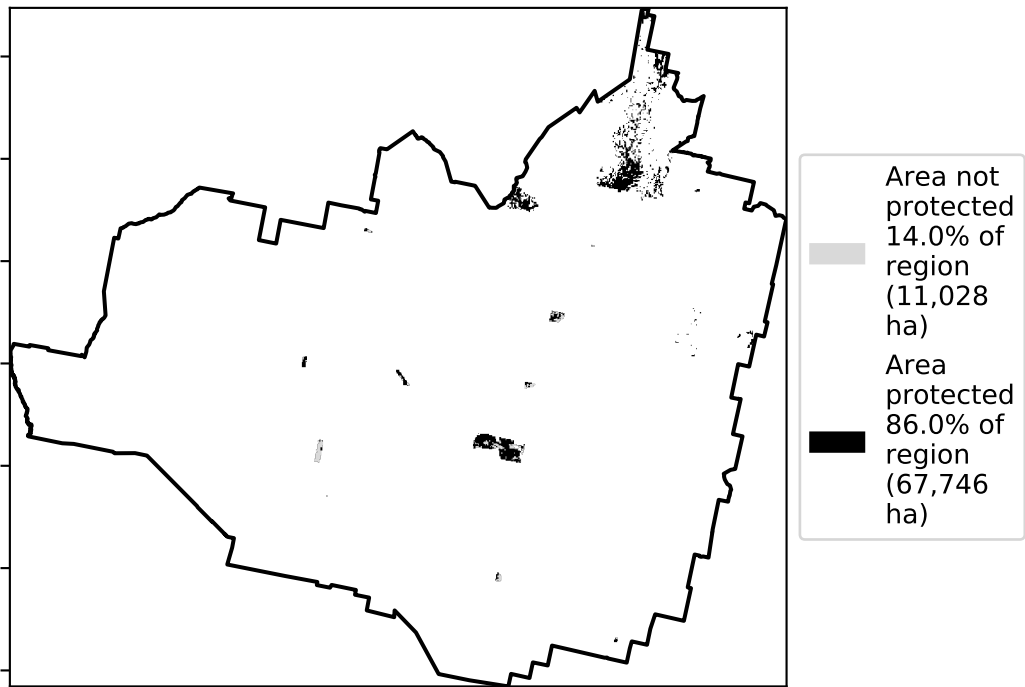 Area not
protected
14.0% of
region
(11,028
ha)
Area
protected
86.0% of
region
(67,746
ha)